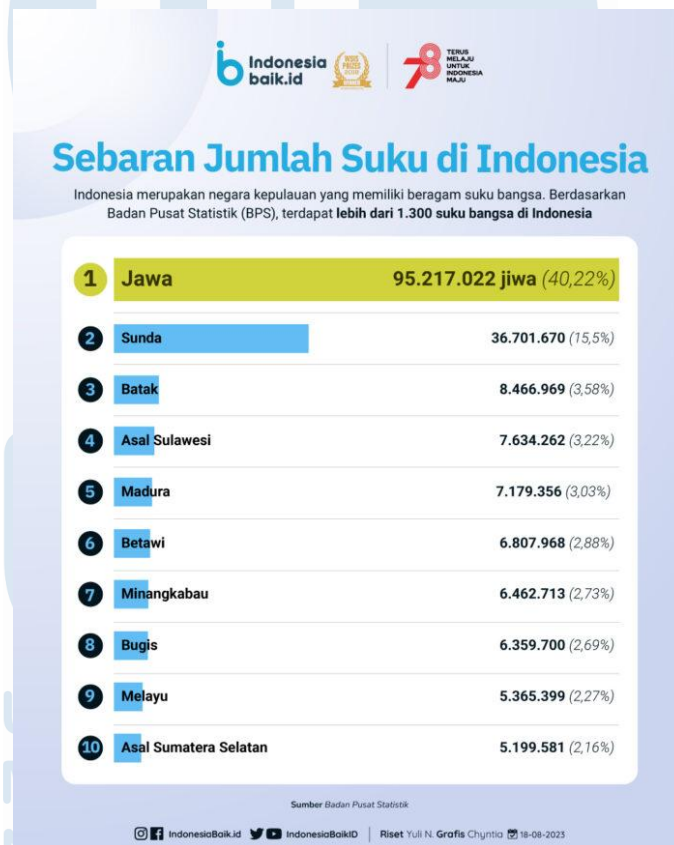 Indonesia
baik.id
WSIS
PRIZES
78
TERUS
MELAJU
UNTUK
INDONESIA
MAJU
Sebaran Jumlah Suku di Indonesia
Indonesia merupakan negara kepulauan yang memiliki beragam suku bangsa. Berdasarkan
Badan Pusat Statistik (BPS), terdapat lebih dari 1.300 suku bangsa di Indonesia
1 Jawa 95.217.022 jiwa (40,22%)
2 Sunda 36.701.670 (15,5%)
3 Batak 8.466.969 (3,58%)
4 Asal Sulawesi 7.634.262 (3,22%)
5 Madura 7.179.356 (3,03%)
6 Betawi 6.807.968 (2,88%)
7 Minangkabau 6.462.713 (2,73%)
8 Bugis 6.359.700 (2,69%)
9 Melayu 5.365.399 (2,27%)
10 Asal Sumatera Selatan 5.199.581 (2,16%)
Sumber Badan Pusat Statistik
IndonesiaBaik.id IndonesiaBaikID | Riset Yuli N. Grafis Chyntia 18-08-2023